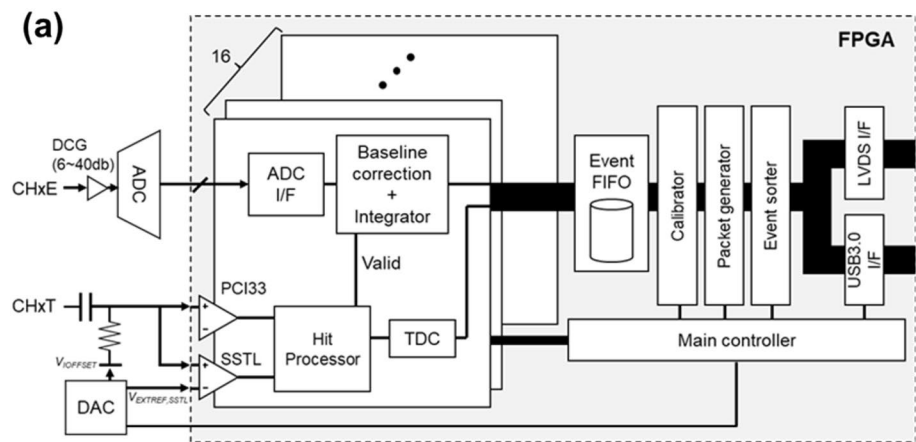 (a)
16
FPGA
DCG
(6~40db)
CHxE
ADC
ADC
I/F
Baseline
correction
+
Integrator
Valid
Event
FIFO
Calibrator
Packet generator
Event sorter
LVDS I/F
USB3.0
I/F
CHxT
PCI33
+
-
SSTL
+
-
Hit
Processor
TDC
Main controller
VIOFFSET
DAC
VEXTREF,SSTL